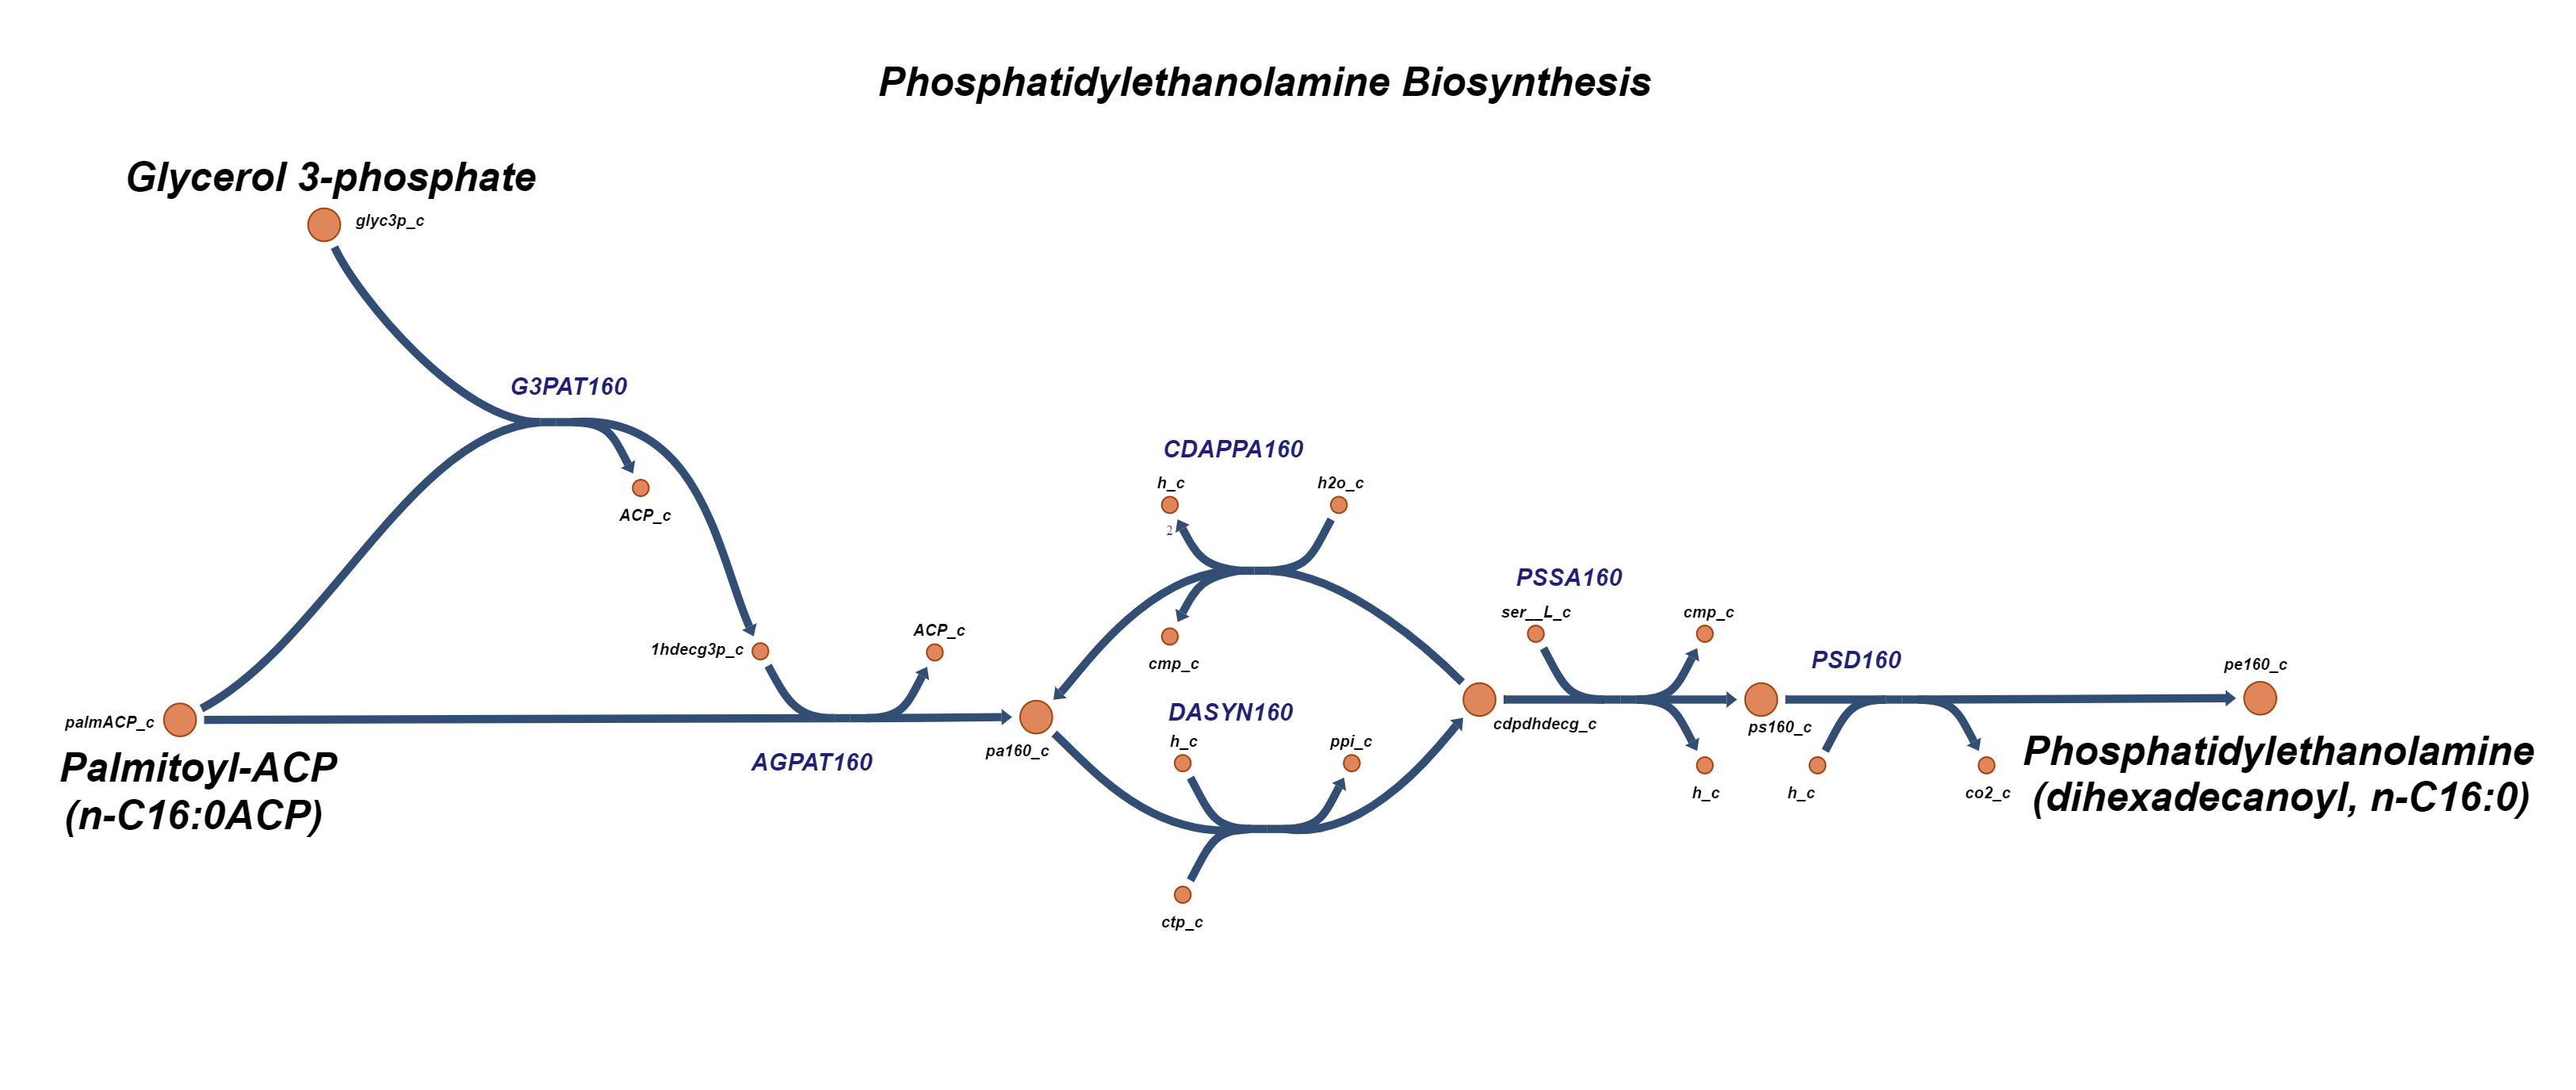 Phosphatidylethanolamine Biosynthesis
Glycerol 3-phosphate
glyc3p_c
G3PAT160
ACP_c
1hdecg3p_c
ACP_c
palmACP_c
Palmitoyl-ACP
(n-C16:0ACP)
AGPAT160
pa160_c
CDAPPA160
h_c
h2o_c
2
cmp_c
DASYN160
h_c
ppi_c
ctp_c
cdpdhdecg_c
PSSA160
ser__L_c
cmp_c
h_c
ps160_c
PSD160
h_c
co2_c
pe160_c
Phosphatidylethanolamine
(dihexadecanoyl, n-C16:0)